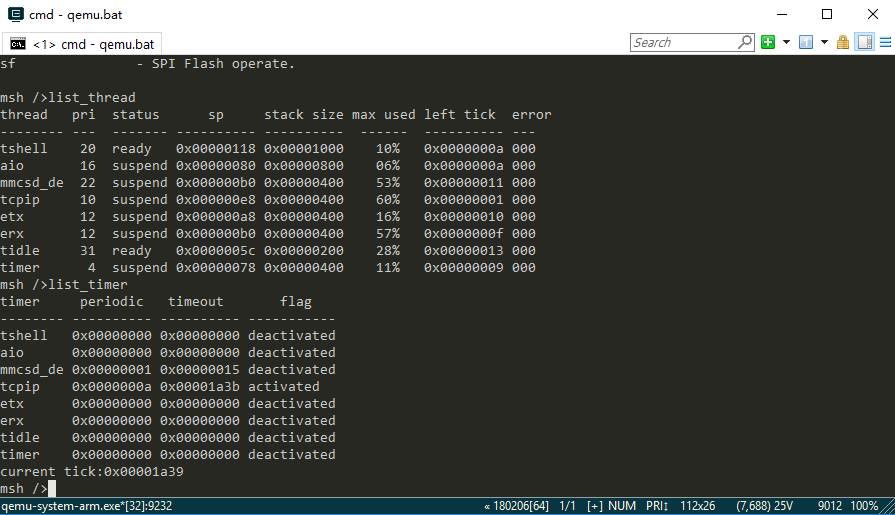 cmd - qemu.bat
<1> cmd - qemu.bat
Search
sf               - SPI Flash operate.
msh />list_thread
thread   pri  status      sp     stack size max used left tick  error
-------- ---  ------- ---------- ----------  ------  ---------- ---
tshell   20  ready   0x00000118 0x00001000    10%   0x0000000a 000
aio      16  suspend 0x00000080 0x00000800    06%   0x0000000a 000
mmcsd_de 22  suspend 0x000000b0 0x00000400    53%   0x00000011 000
tcpip    10  suspend 0x000000e8 0x00000400    60%   0x00000001 000
etx      12  suspend 0x000000a8 0x00000400    16%   0x00000010 000
erx      12  suspend 0x000000b0 0x00000400    57%   0x0000000f 000
tidle    31  ready   0x0000005c 0x00000200    28%   0x00000013 000
timer     4  suspend 0x00000078 0x00000400    11%   0x00000009 000
msh />list_timer
timer     periodic   timeout       flag
-------- ---------- ---------- -----------
tshell   0x00000000 0x00000000 deactivated
aio      0x00000000 0x00000000 deactivated
mmcsd_de 0x00000001 0x00000015 deactivated
tcpip    0x0000000a 0x00001a3b activated
etx      0x00000000 0x00000000 deactivated
erx      0x00000000 0x00000000 deactivated
tidle    0x00000000 0x00000000 deactivated
timer    0x00000000 0x00000000 deactivated
current tick:0x00001a39
msh />
qemu-system-arm.exe*[32]:9232 « 180206[64] 1/1 [+] NUM PRI↕ 112x26 (7,688) 25V 9012 100%